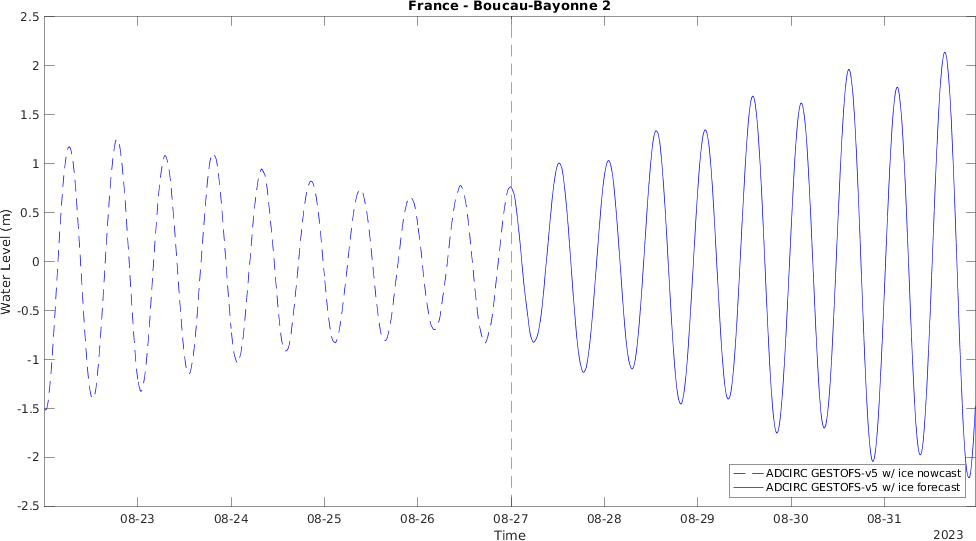 France - Boucau-Bayonne 2
2.5
2
1.5
1
0.5
0
-0.5
-1
-1.5
-2
-2.5
Water Level (m)
ADCIRC GESTOFS-v5 w/ ice nowcast
ADCIRC GESTOFS-v5 w/ ice forecast
08-23 08-24 08-25 08-26 08-27 08-28 08-29 08-30 08-31
Time
2023